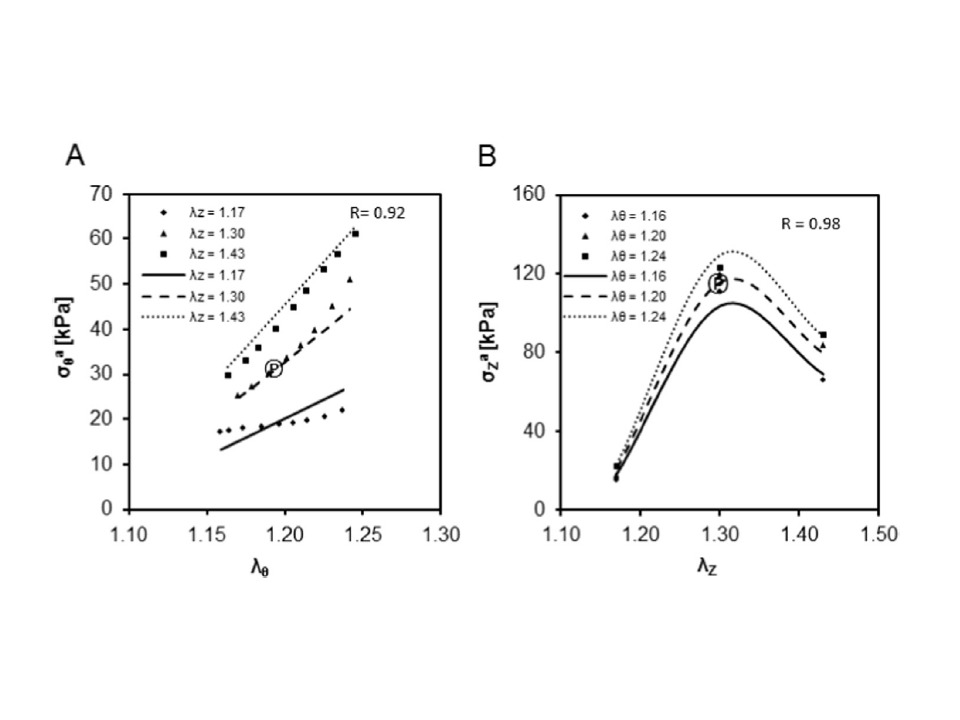 A
70
60
50
40
30
20
10
0
σθᵃ [kPa]
λz = 1.17
λz = 1.30
λz = 1.43
λz = 1.17
λz = 1.30
λz = 1.43
R= 0.92
P
1.10 1.15 1.20 1.25 1.30
λθ
B
160
120
80
40
0
σZᵃ [kPa]
λθ = 1.16
λθ = 1.20
λθ = 1.24
λθ = 1.16
λθ = 1.20
λθ = 1.24
R = 0.98
P
1.10 1.20 1.30 1.40 1.50
λZ